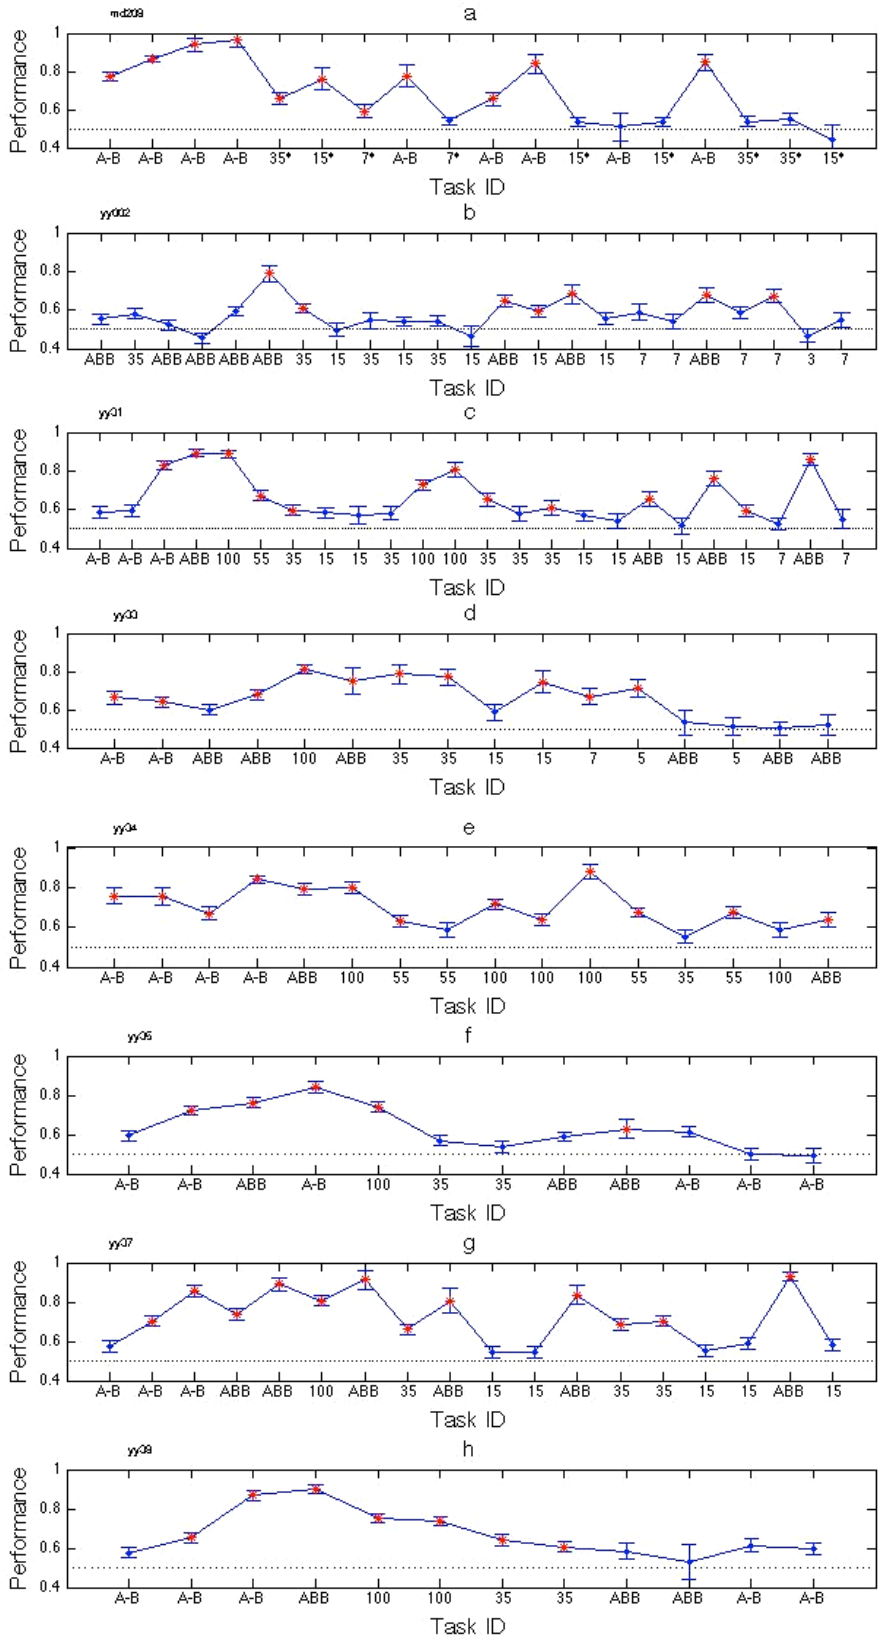 md209 a
1
0.8
0.6
0.4
Performance
A-B A-B A-B A-B 35* 15* 7* A-B 7* A-B A-B 15* A-B 15* A-B 35* 35* 15*
Task ID
yy002 b
1
0.8
0.6
0.4
Performance
ABB 35 ABB ABB ABB ABB 35 15 35 15 35 15 ABB 15 ABB 15 7 7 ABB 7 7 3 7
Task ID
yy31 c
1
0.8
0.6
0.4
Performance
A-B A-B A-B ABB 100 55 35 15 15 35 100 100 35 35 35 15 15 ABB 15 ABB 15 7 ABB 7
Task ID
yy33 d
1
0.8
0.6
0.4
Performance
A-B A-B ABB ABB 100 ABB 35 35 15 15 7 5 ABB 5 ABB ABB
Task ID
yy34 e
1
0.8
0.6
0.4
Performance
A-B A-B A-B A-B ABB 100 55 55 100 100 100 55 35 55 100 ABB
Task ID
f
1
0.8
0.6
0.4
Performance
A-B A-B ABB A-B 100 35 35 ABB ABB A-B A-B A-B
Task ID
yy37 g
1
0.8
0.6
0.4
Performance
A-B A-B A-B ABB ABB 100 ABB 35 ABB 15 15 ABB 35 35 15 15 ABB 15
Task ID
yy39 h
1
0.8
0.6
0.4
Performance
A-B A-B A-B ABB 100 100 35 35 ABB ABB A-B A-B
Task ID